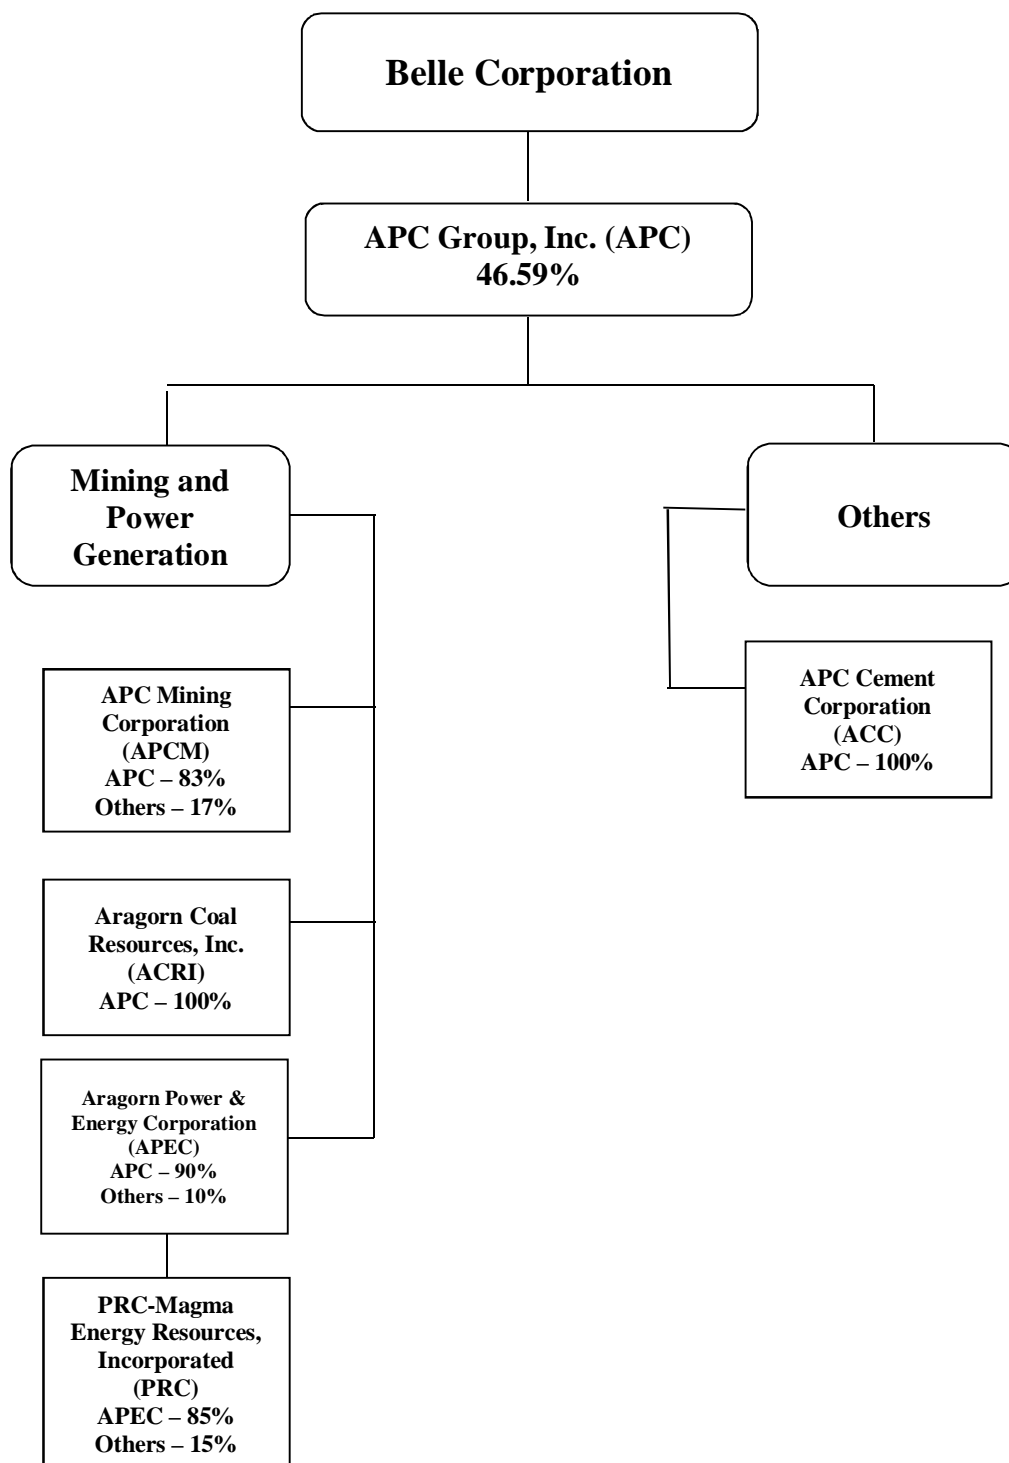 Belle Corporation
APC Group, Inc. (APC)
46.59%
Mining and
Power
Generation
Others
APC Mining
Corporation
(APCM)
APC – 83%
Others – 17%
APC Cement
Corporation
(ACC)
APC – 100%
Aragorn Coal
Resources, Inc.
(ACRI)
APC – 100%
Aragorn Power &
Energy Corporation
(APEC)
APC – 90%
Others – 10%
PRC-Magma
Energy Resources,
Incorporated
(PRC)
APEC – 85%
Others – 15%